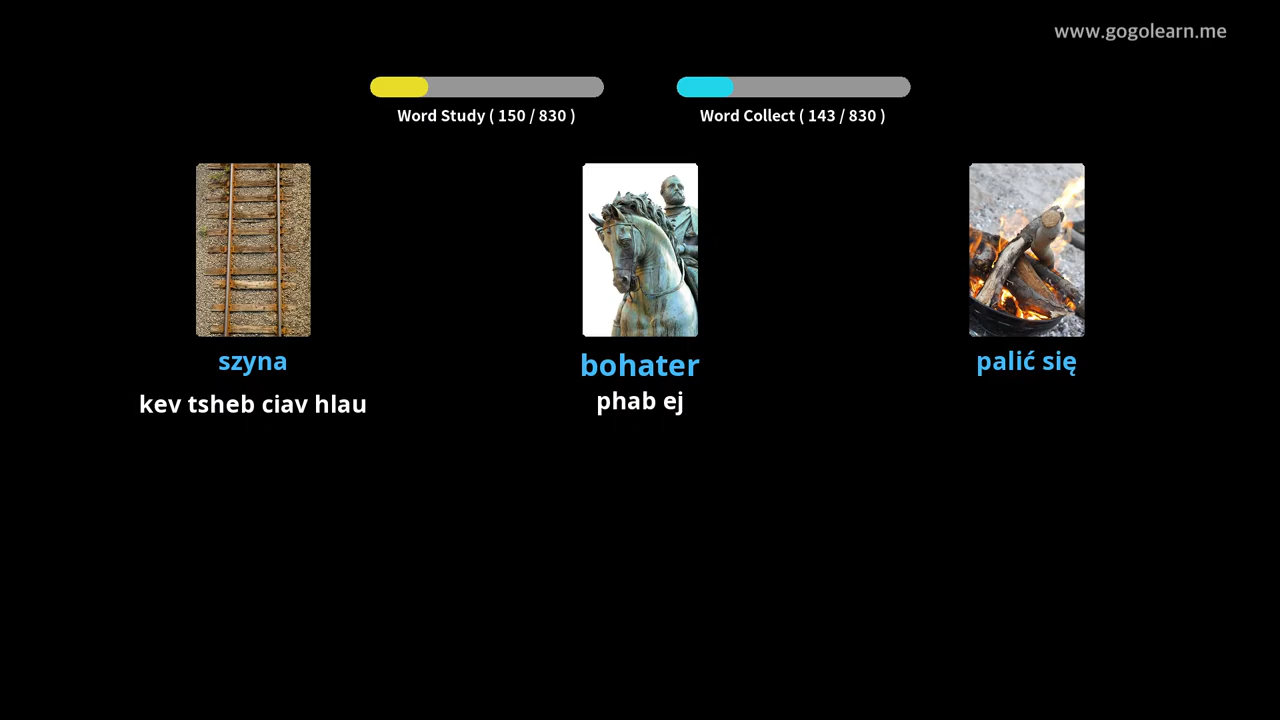 www.gogolearn.me
Word Study ( 150 / 830 )
Word Collect ( 143 / 830 )
szyna
bohater
palić się
kev tsheb ciav hlau
phab ej